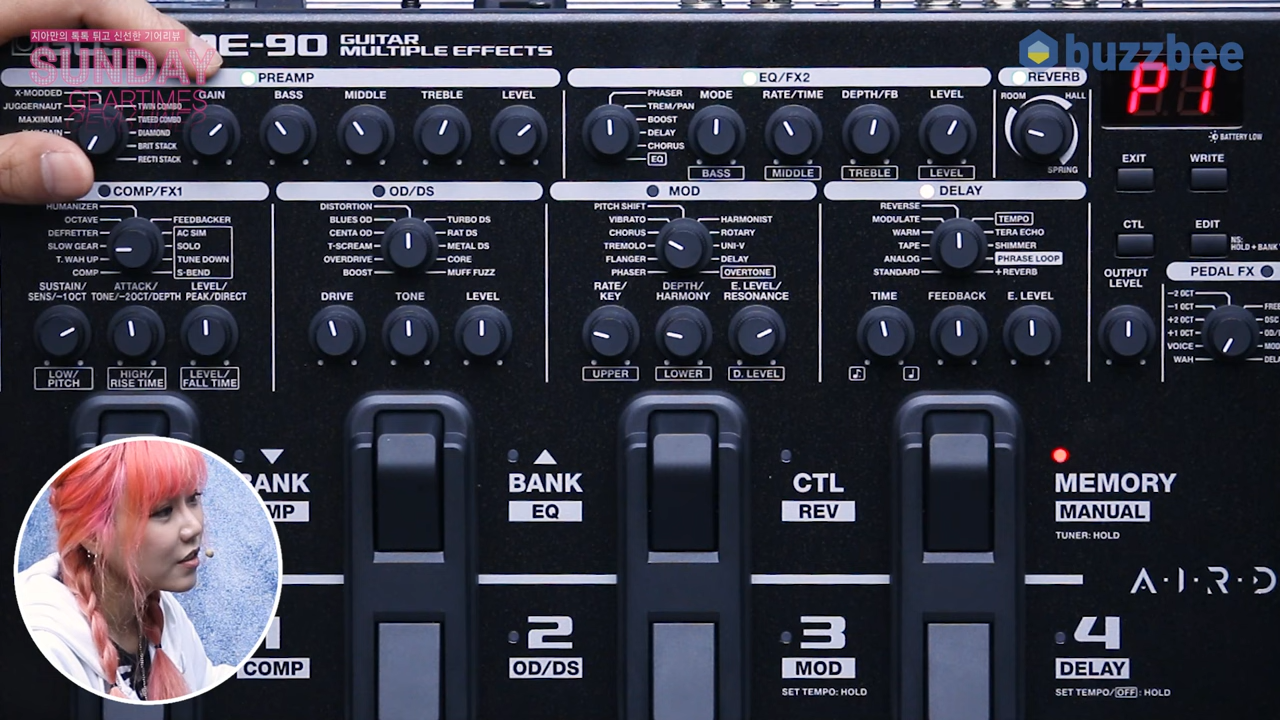 지아만의 톡톡 튀고 신선한 기어리뷰
SUNDAY
GEARTIMES
ME-90 GUITAR MULTIPLE EFFECTS
buzzbee
PREAMP
X-MODDED
JUGGERNAUT
MAXIMUM
TWIN COMBO
TWEED COMBO
DIAMOND
BRIT STACK
RECTI STACK
GAIN BASS MIDDLE TREBLE LEVEL
EQ/FX2
PHASER
TREM/PAN
BOOST
DELAY
CHORUS
EQ
MODE RATE/TIME DEPTH/FB LEVEL
BASS MIDDLE TREBLE LEVEL
REVERB
ROOM HALL
SPRING
P1
BATTERY LOW
EXIT WRITE
CTL EDIT
NS:
HOLD + BANK
OUTPUT
LEVEL
COMP/FX1
HUMANIZER
OCTAVE
DEFRETTER
SLOW GEAR
T. WAH UP
COMP
FEEDBACKER
AC SIM
SOLO
TUNE DOWN
S-BEND
SUSTAIN/
SENS/-1OCT
ATTACK/
TONE/-2OCT/DEPTH
LEVEL/
PEAK/DIRECT
LOW/
PITCH
HIGH/
RISE TIME
LEVEL/
FALL TIME
OD/DS
DISTORTION
BLUES OD
CENTA OD
T-SCREAM
OVERDRIVE
BOOST
TURBO DS
RAT DS
METAL DS
CORE
MUFF FUZZ
DRIVE TONE LEVEL
MOD
PITCH SHIFT
VIBRATO
CHORUS
TREMOLO
FLANGER
PHASER
HARMONIST
ROTARY
UNI-V
DELAY
OVERTONE
RATE/
KEY
DEPTH/
HARMONY
E. LEVEL/
RESONANCE
UPPER LOWER D. LEVEL
DELAY
REVERSE
MODULATE
WARM
TAPE
ANALOG
STANDARD
TEMPO
TERA ECHO
SHIMMER
PHRASE LOOP
+REVERB
TIME FEEDBACK E. LEVEL
PEDAL FX
-2 OCT
-1 OCT
+2 OCT
+1 OCT
VOICE
WAH
FREE
OSC
OD/
MOD
DEL
BANK
BANK
EQ
CTL
REV
MEMORY
MANUAL
TUNER: HOLD
1
COMP
2
OD/DS
3
MOD
SET TEMPO: HOLD
4
DELAY
SET TEMPO/OFF: HOLD
A·I·R·D